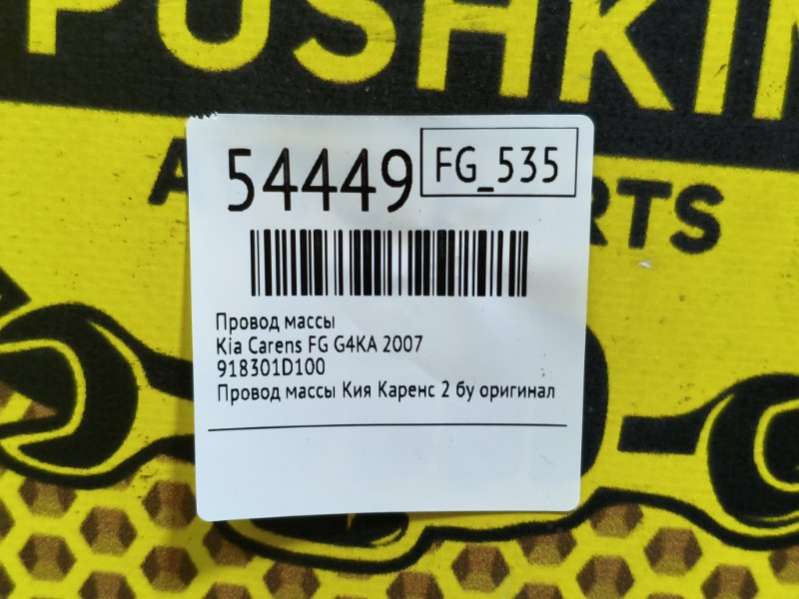 PUSHKIN
54449
FG_535
Провод массы
Kia Carens FG G4KA 2007
918301D100
Провод массы Кия Каренс 2 бу оригинал